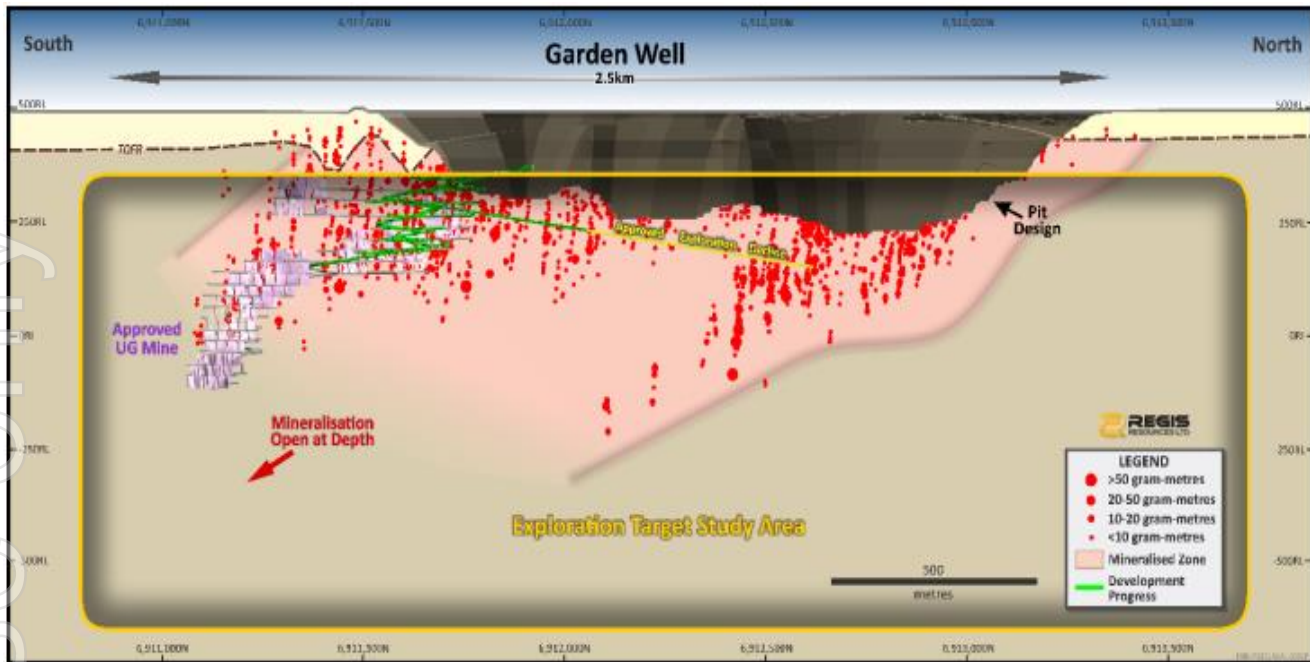 South
Garden Well
North
2.5km
500RL
500RL
TOFR
250RL
Approved Exploration Decline
Pit
Design
Approved
UG Mine
0RL
0RL
Mineralisation
Open at Depth
REGIS
RESOURCES LTD
-250RL
LEGEND
>50 gram-metres
20-50 gram-metres
10-20 gram-metres
<10 gram-metres
Mineralised Zone
Development
Progress
Exploration Target Study Area
-500RL
500
metres
6,911,000N
6,911,500N
6,912,000N
6,912,500N
6,913,000N
6,913,500N